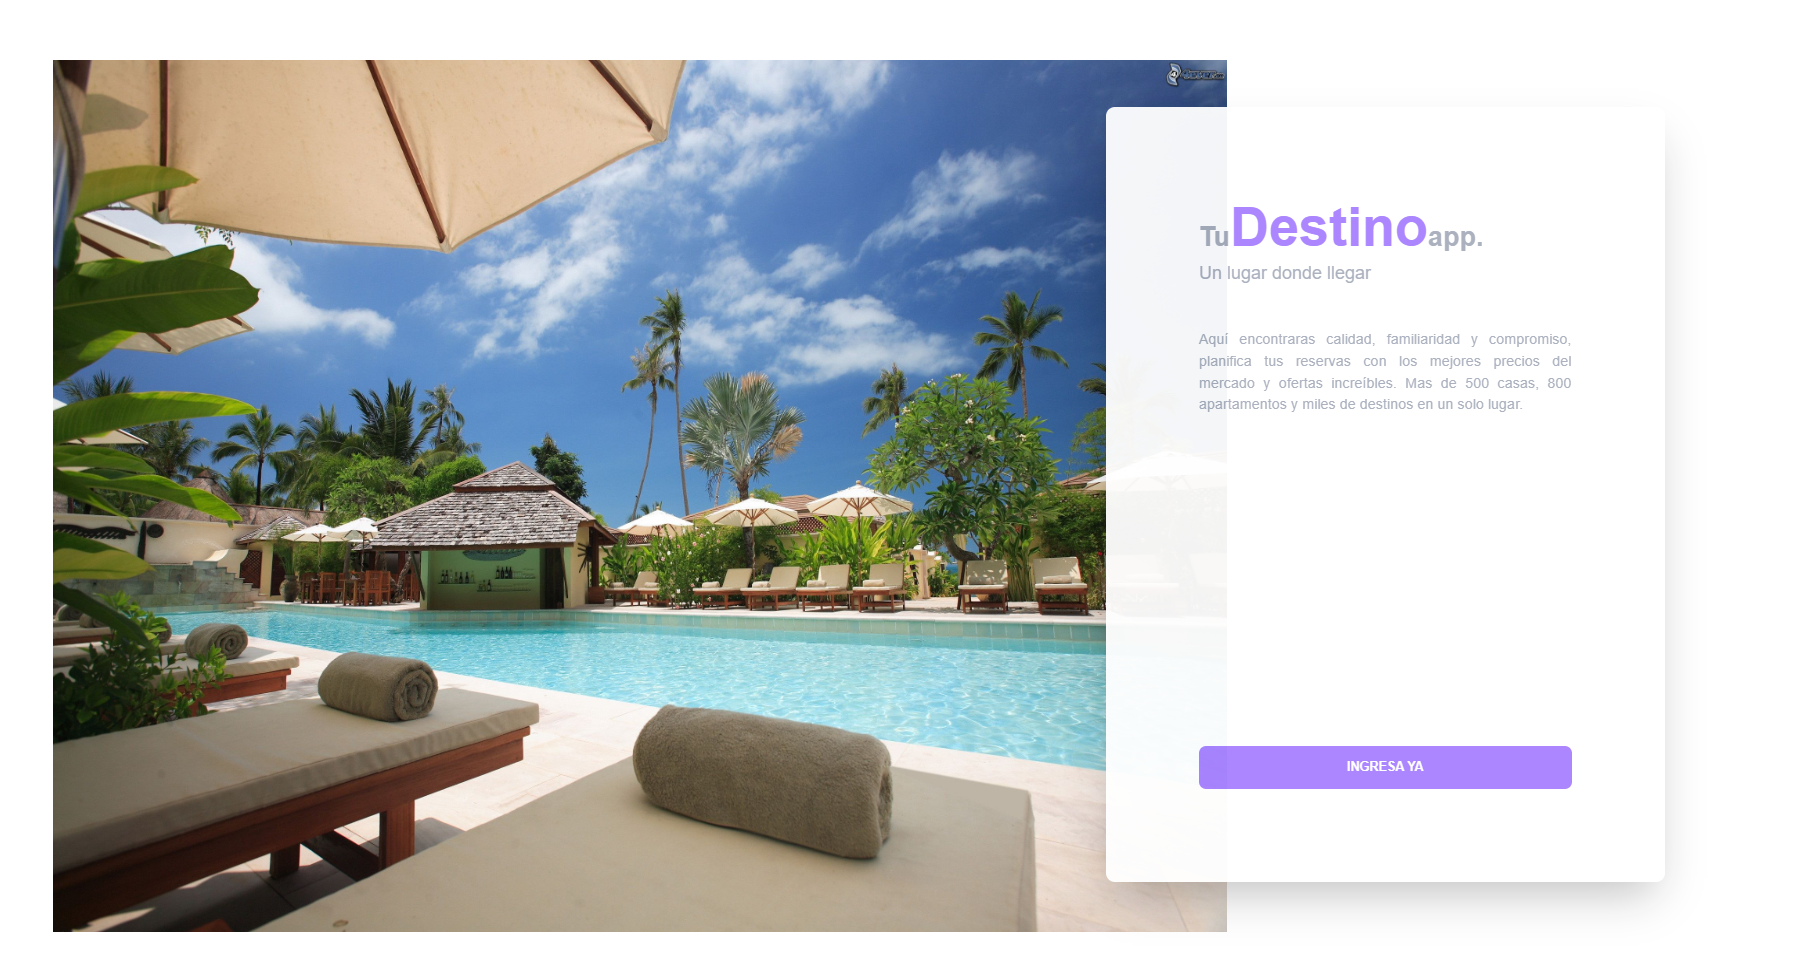 TuDestinoapp.
Un lugar donde llegar
Aquí encontraras calidad, familiaridad y compromiso,
planifica tus reservas con los mejores precios del
mercado y ofertas increíbles. Mas de 500 casas, 800
apartamentos y miles de destinos en un solo lugar.
INGRESA YA